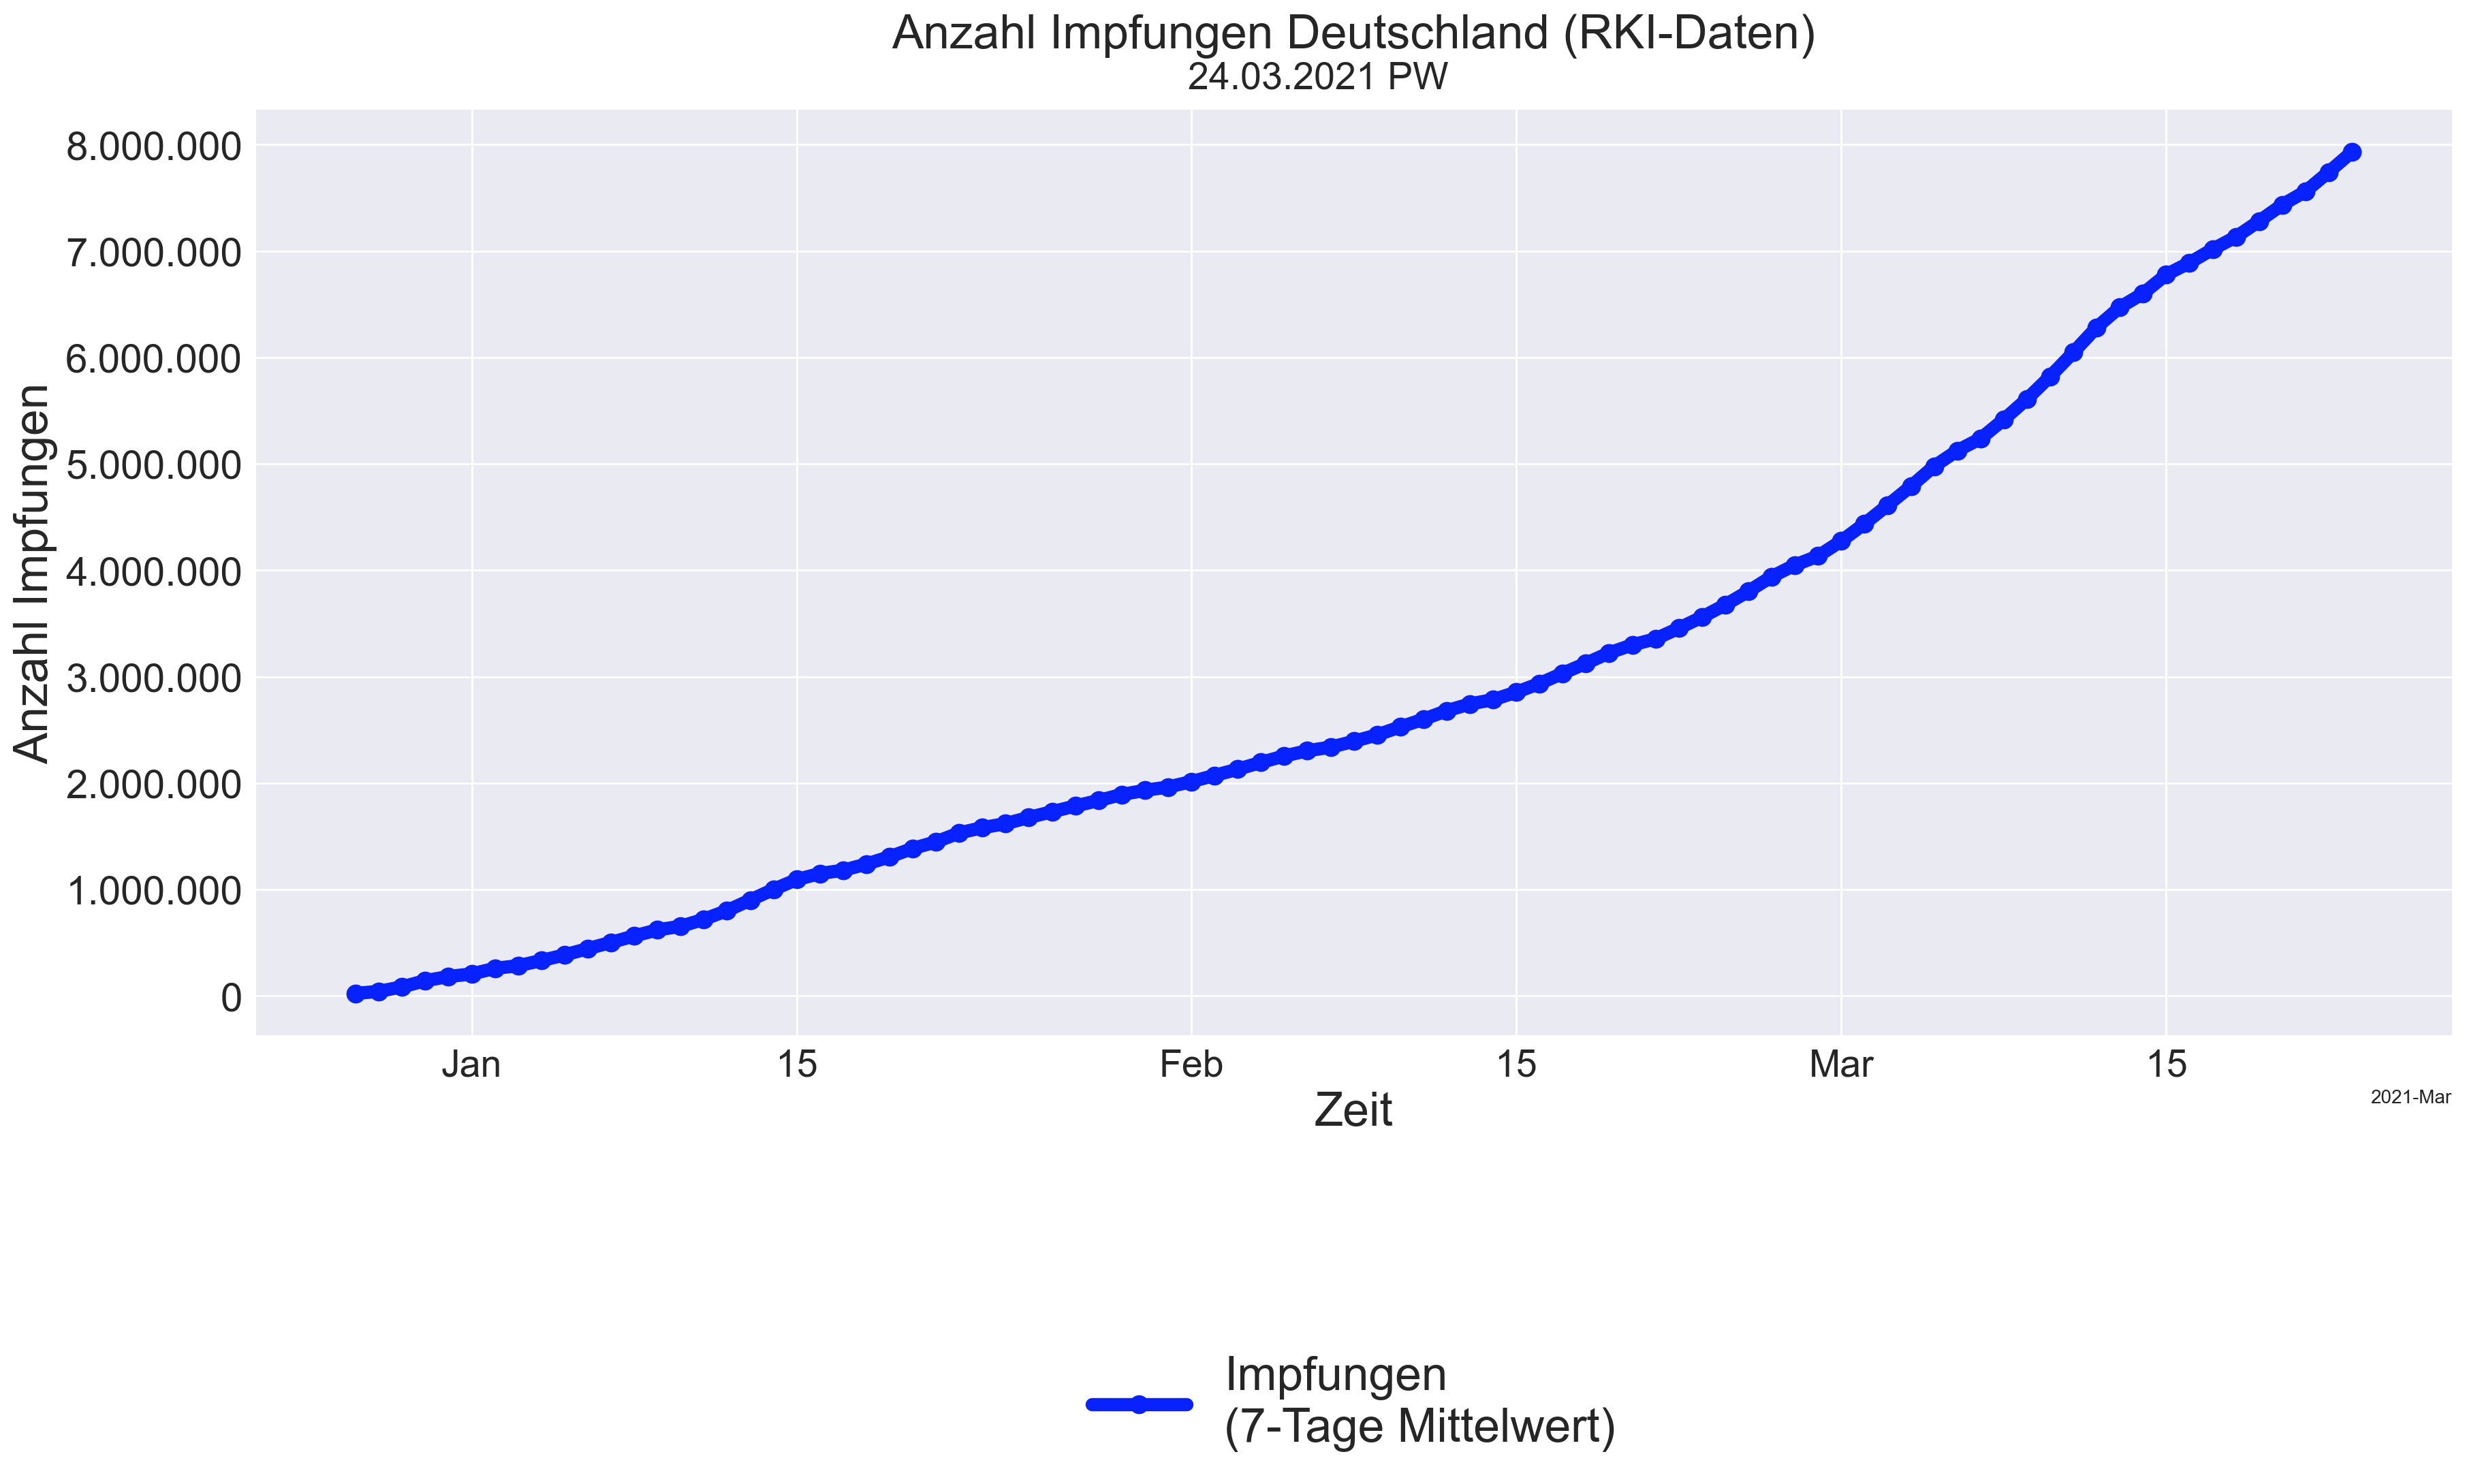 Anzahl Impfungen Deutschland (RKI-Daten)
24.03.2021 PW
Anzahl Impfungen
8.000.000
7.000.000
6.000.000
5.000.000
4.000.000
3.000.000
2.000.000
1.000.000
0
Jan 15 Feb 15 Mar 15
Zeit
2021-Mar
Impfungen
(7-Tage Mittelwert)